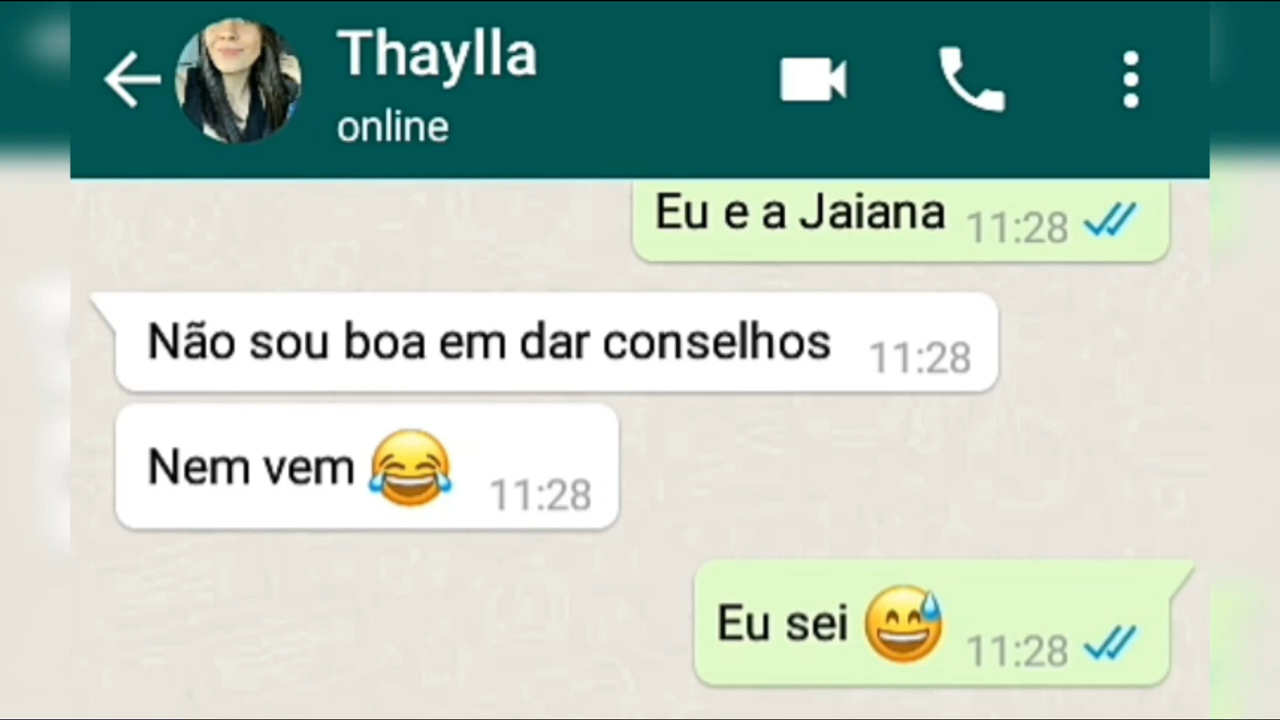 Thaylla
online
Eu e a Jaiana 11:28
Não sou boa em dar conselhos 11:28
Nem vem 😂 11:28
Eu sei 😅 11:28